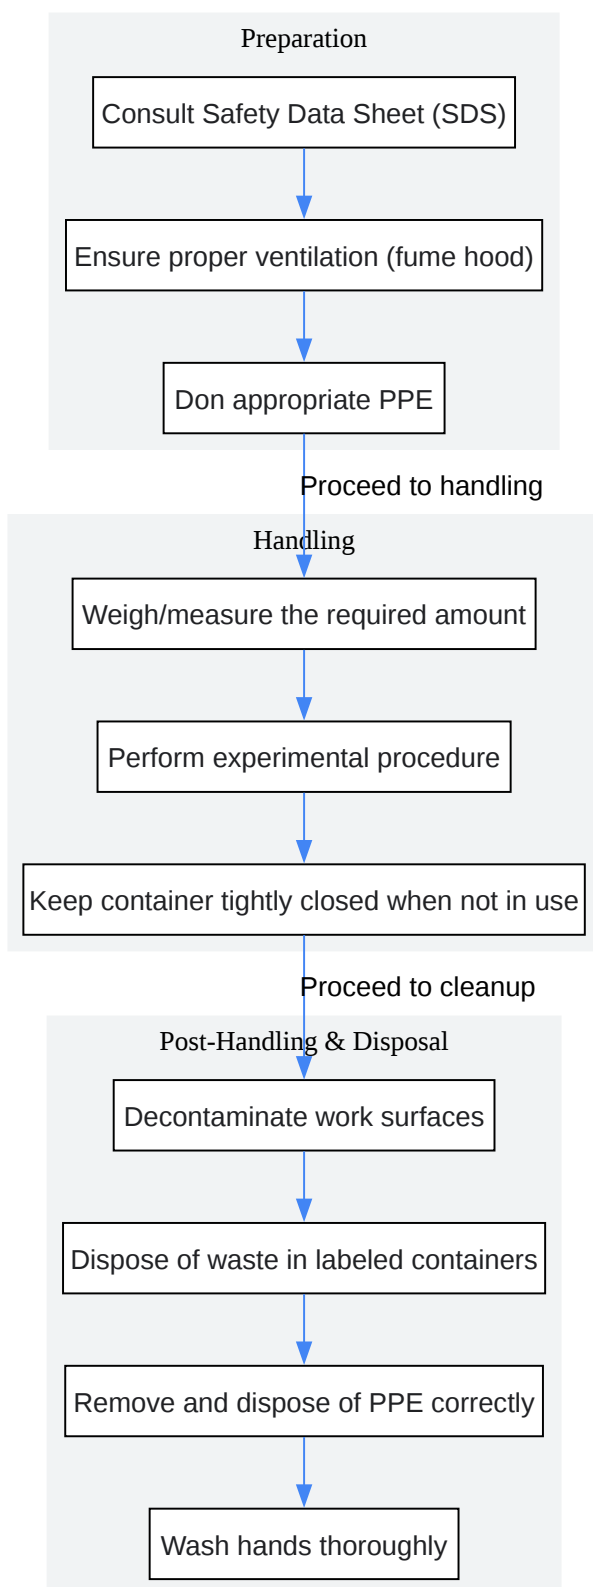 Preparation
Consult Safety Data Sheet (SDS)
Ensure proper ventilation (fume hood)
Don appropriate PPE
Proceed to handling
Handling
Weigh/measure the required amount
Perform experimental procedure
Keep container tightly closed when not in use
Proceed to cleanup
Post-Handling & Disposal
Decontaminate work surfaces
Dispose of waste in labeled containers
Remove and dispose of PPE correctly
Wash hands thoroughly